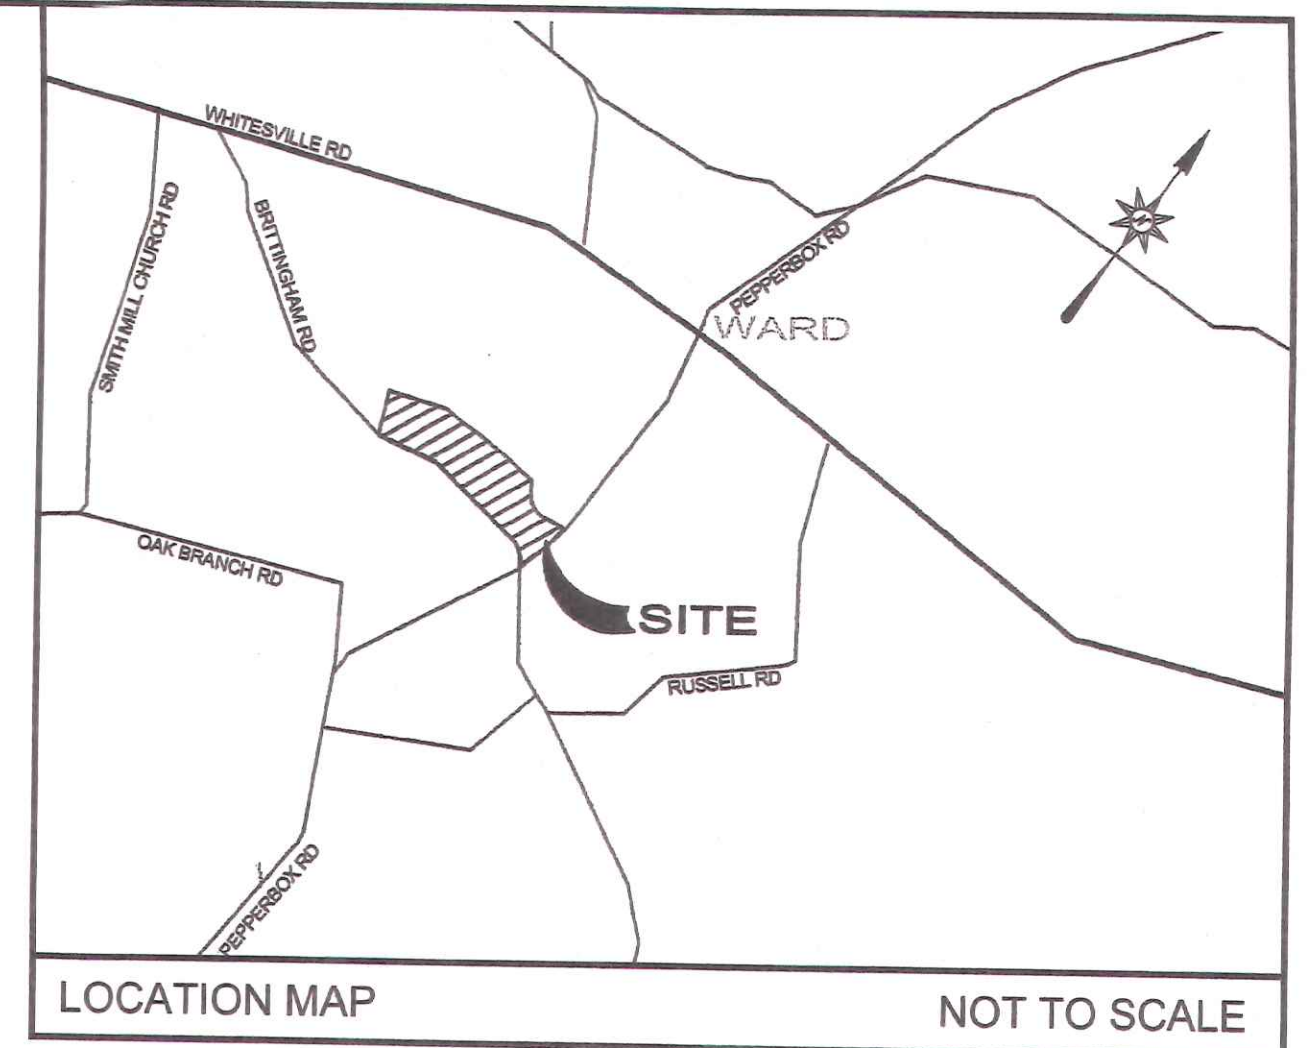 WHITESVILLE RD
SMITH MILL CHURCH RD
BRITTINGHAM RD
PEPPERBOX RD
WARD
OAK BRANCH RD
SITE
RUSSELL RD
PEPPERBOX RD
LOCATION MAP
NOT TO SCALE